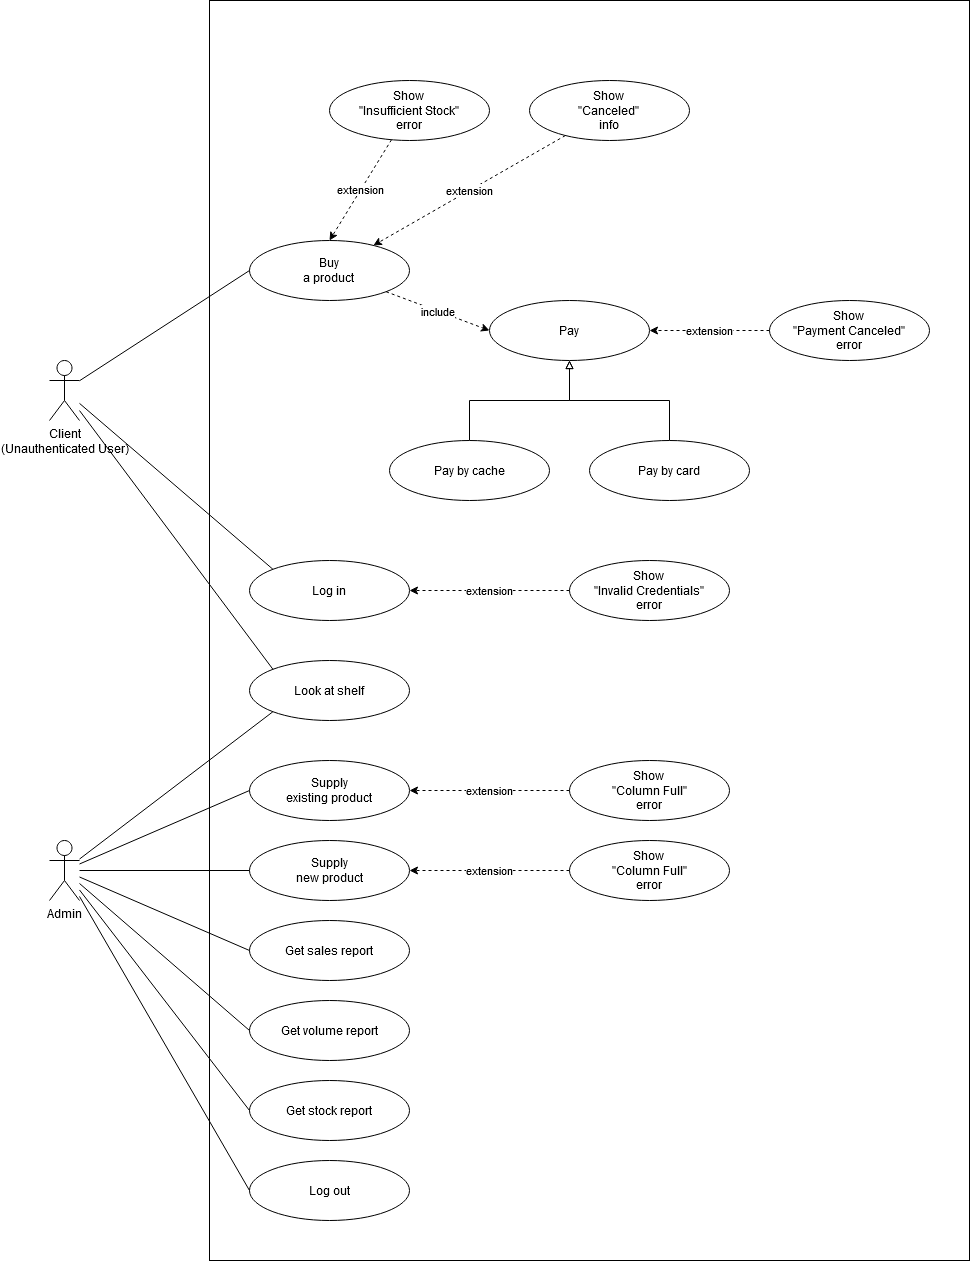 Show
"Insufficient Stock"
error
Show
"Canceled"
info
extension
extension
Buy
a product
include
Pay
extension
Show
"Payment Canceled"
error
Client
(Unauthenticated User)
Pay by cache
Pay by card
Log in
extension
Show
"Invalid Credentials"
error
Look at shelf
Supply
existing product
extension
Show
"Column Full"
error
Admin
Supply
new product
extension
Show
"Column Full"
error
Get sales report
Get volume report
Get stock report
Log out